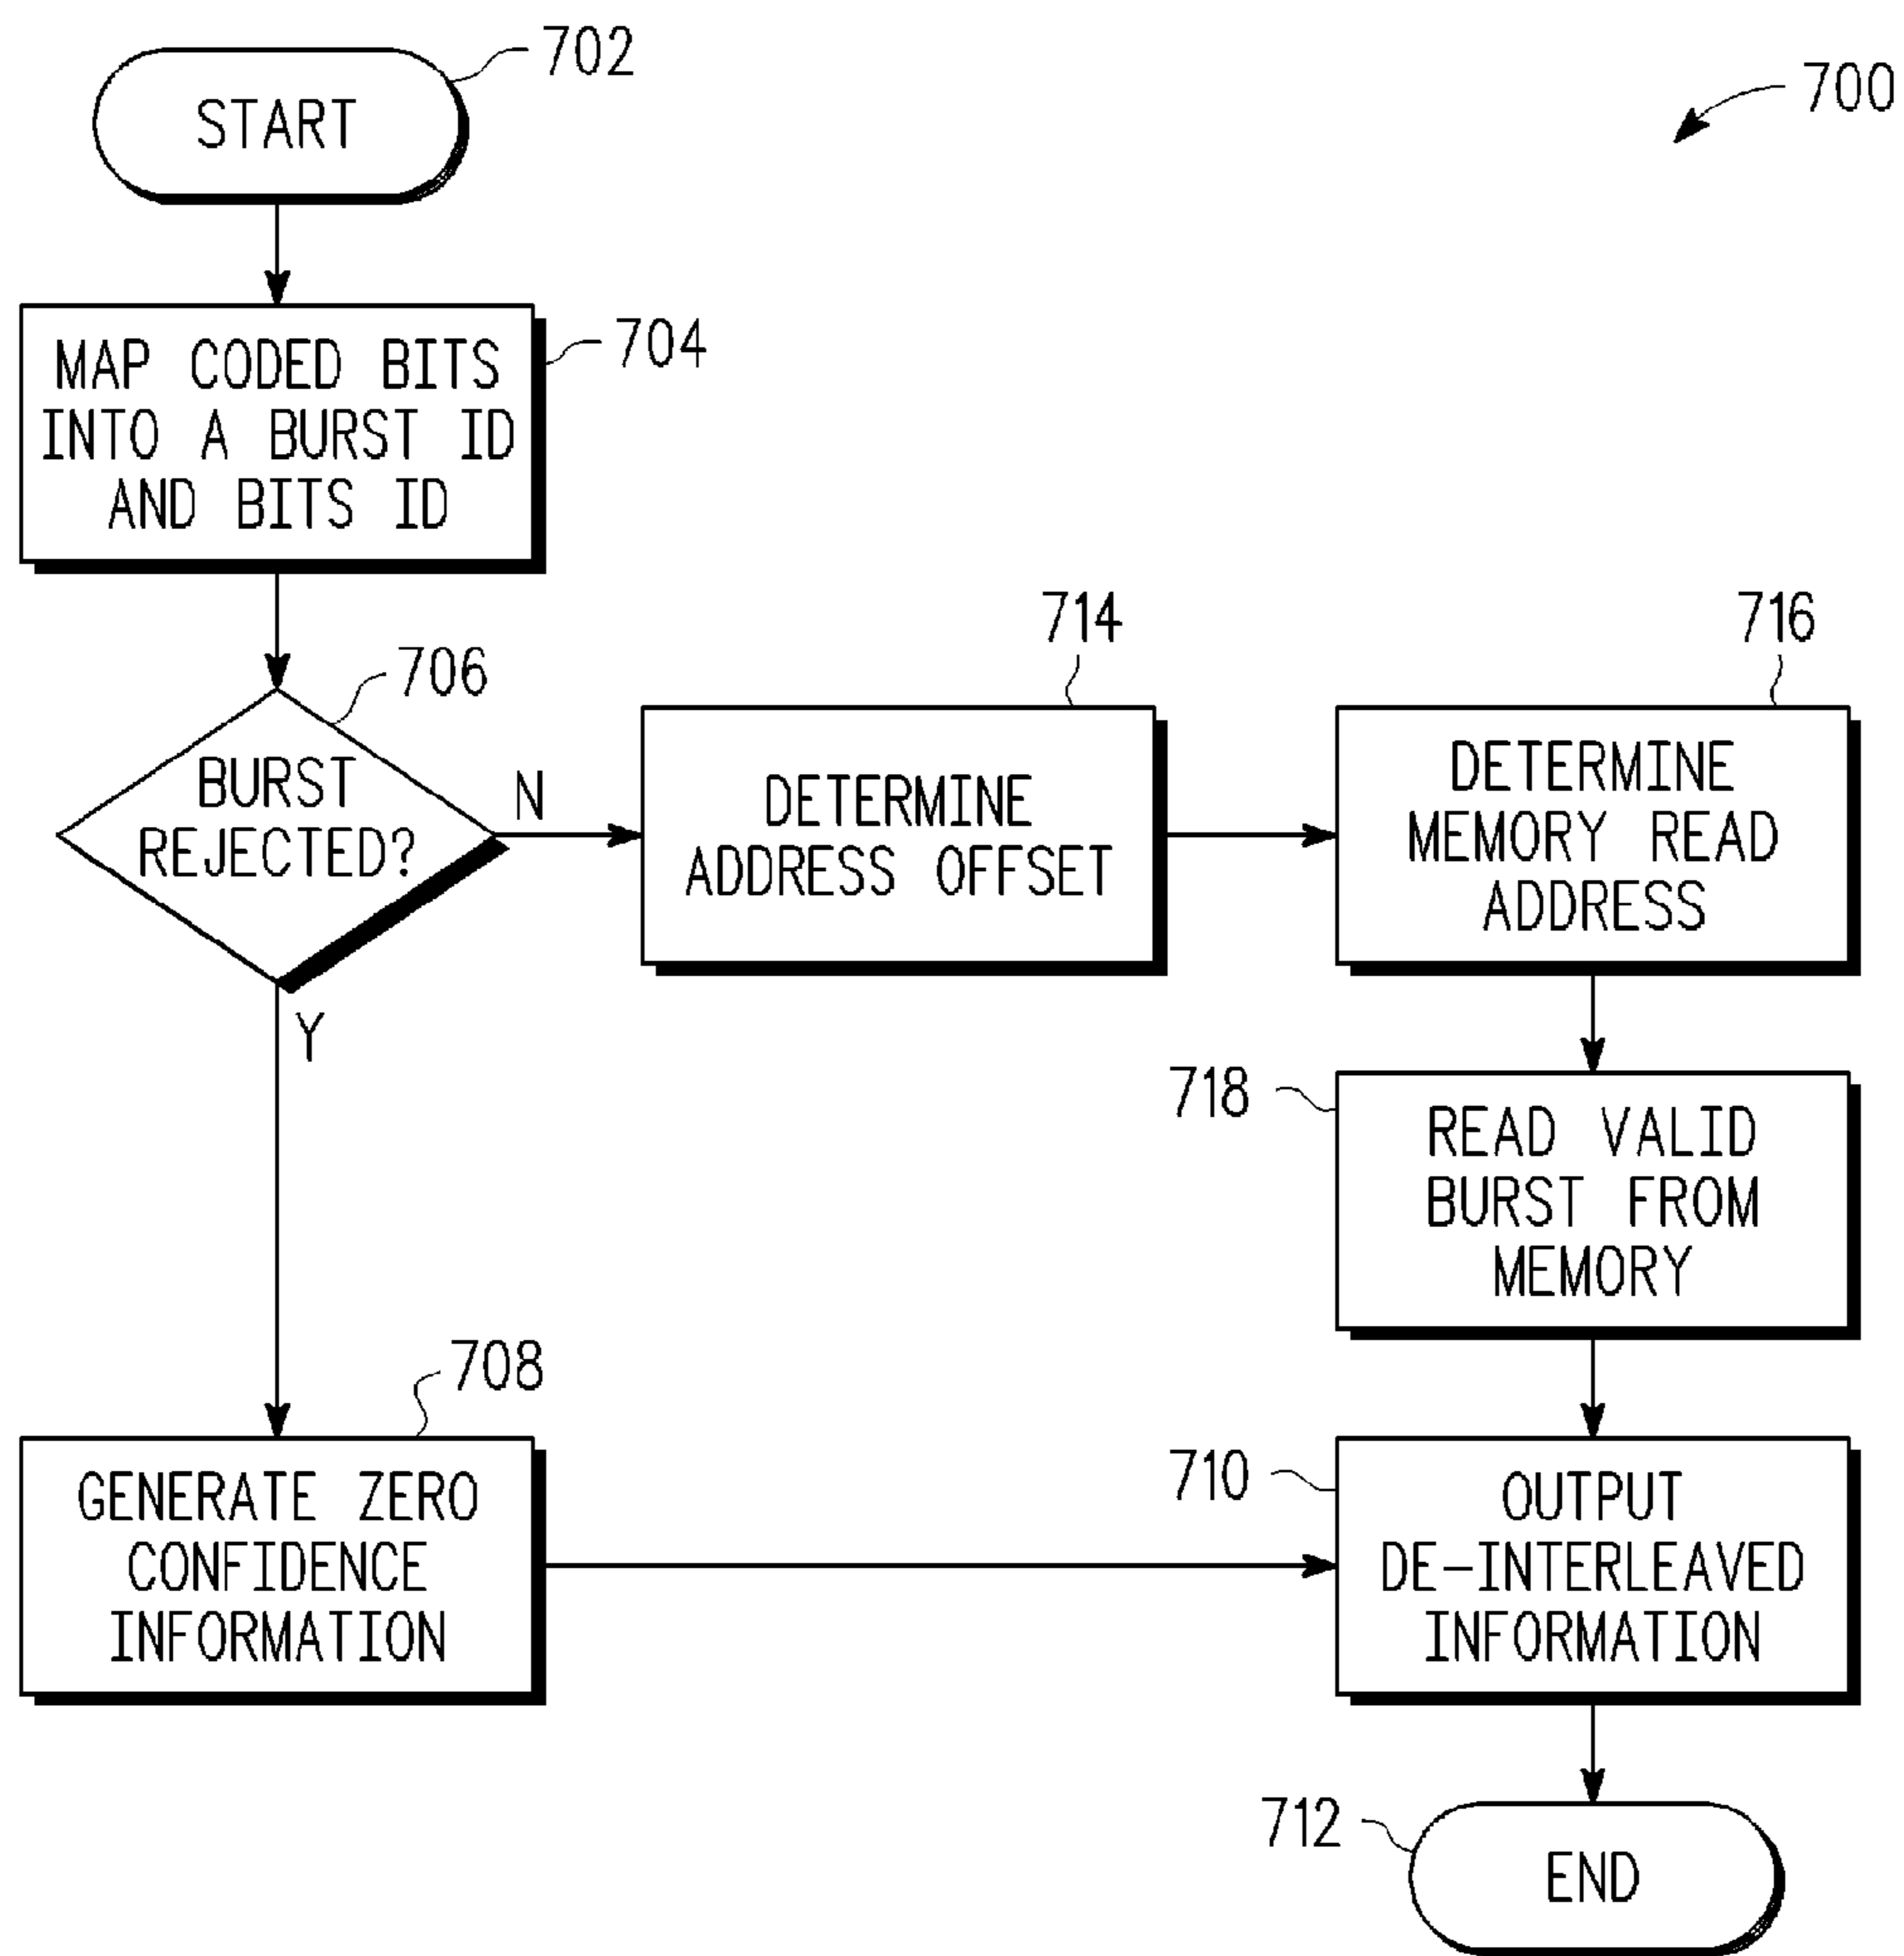 702
START
700
704
MAP CODED BITS
INTO A BURST ID
AND BITS ID
706
BURST
REJECTED?
N
Y
714
DETERMINE
ADDRESS OFFSET
716
DETERMINE
MEMORY READ
ADDRESS
718
READ VALID
BURST FROM
MEMORY
708
GENERATE ZERO
CONFIDENCE
INFORMATION
710
OUTPUT
DE-INTERLEAVED
INFORMATION
712
END